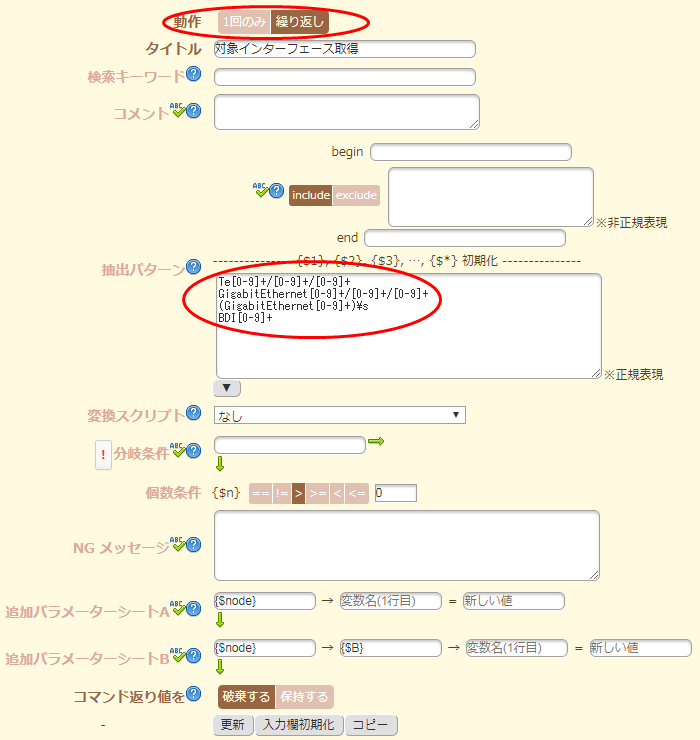 動作 1回のみ 繰り返し
タイトル 対象インターフェース取得
検索キーワード
コメント ABC
begin
ABC include exclude ※非正規表現
end
抽出パターン ---------------- {$1}, {$2}, {$3}, …, {$*} 初期化 ----------------
Te[0-9]+/[0-9]+/[0-9]+
GigabitEthernet[0-9]+/[0-9]+/[0-9]+
(GigabitEthernet[0-9]+)¥s
BDI[0-9]+
※正規表現
▼
変換スクリプト なし ▼
! 分岐条件 ABC
個数条件 {$n} == != > >= < <= 0
NG メッセージ ABC
追加パラメーターシートA ABC {$node} → 変数名(1行目) = 新しい値
追加パラメーターシートB ABC {$node} → {$B} → 変数名(1行目) = 新しい値
コマンド返り値を 破棄する 保持する
- 更新 入力欄初期化 コピー